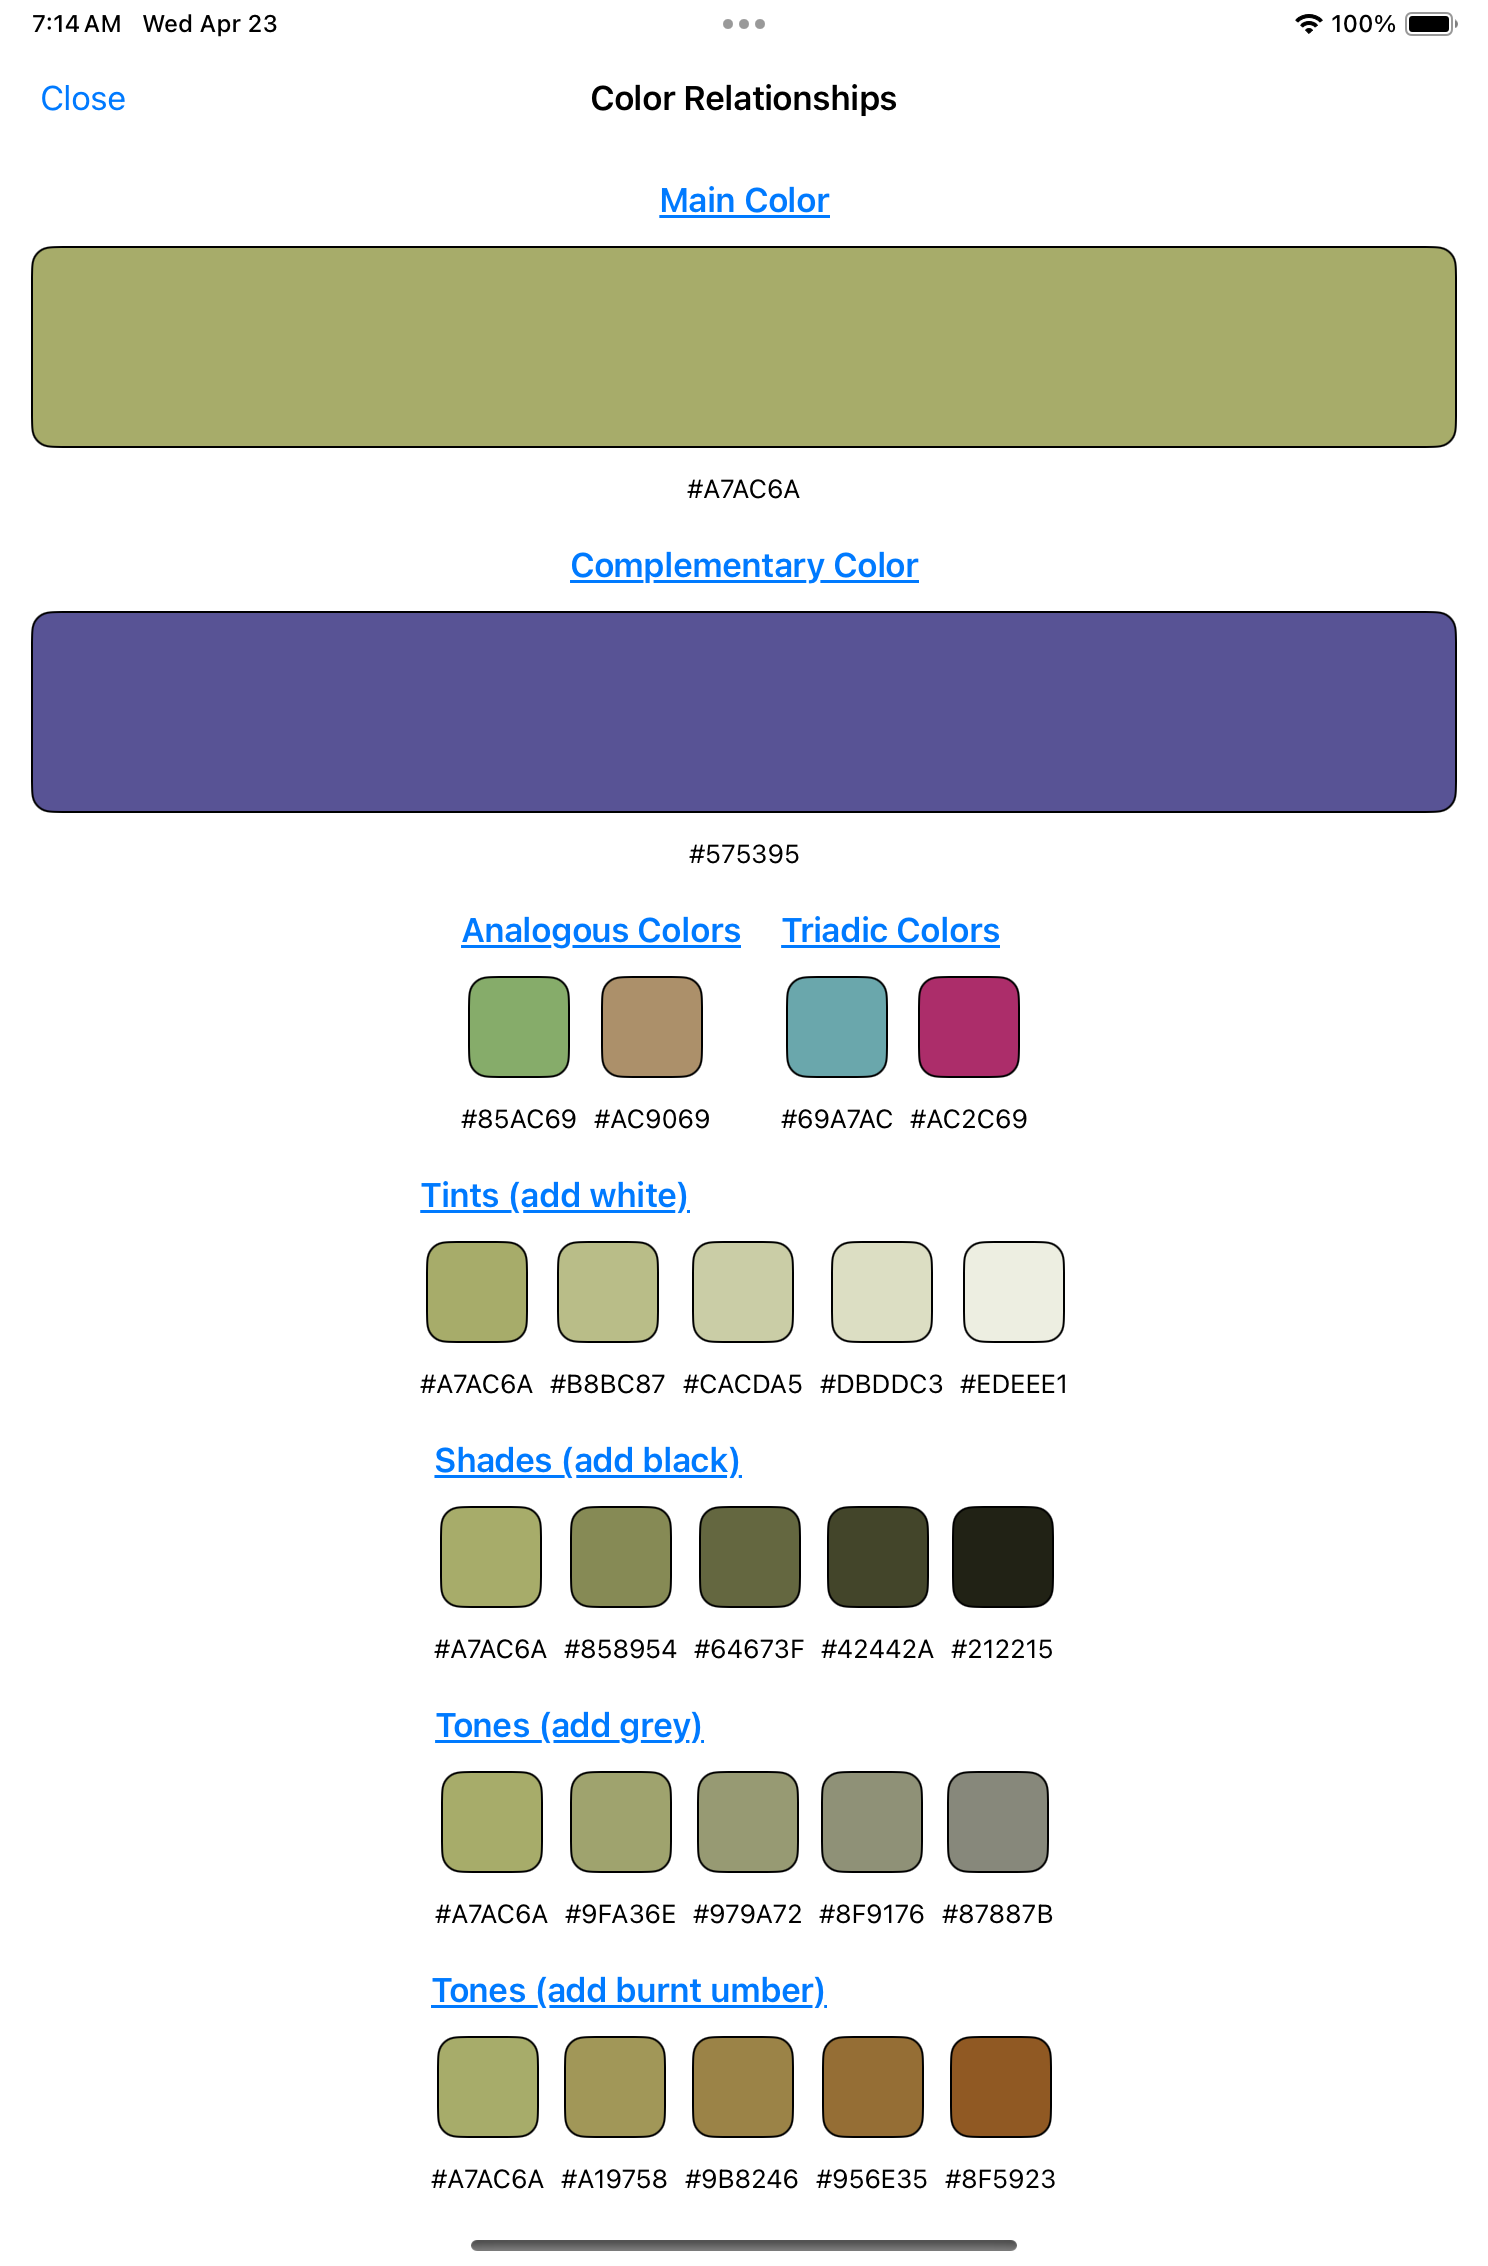 7:14 AM Wed Apr 23
100%
Close
Color Relationships
Main Color
#A7AC6A
Complementary Color
#575395
Analogous Colors Triadic Colors
#85AC69 #AC9069 #69A7AC #AC2C69
Tints (add white)
#A7AC6A #B8BC87 #CACDA5 #DBDDC3 #EDEEE1
Shades (add black)
#A7AC6A #858954 #64673F #42442A #212215
Tones (add grey)
#A7AC6A #9FA36E #979A72 #8F9176 #87887B
Tones (add burnt umber)
#A7AC6A #A19758 #9B8246 #956E35 #8F5923